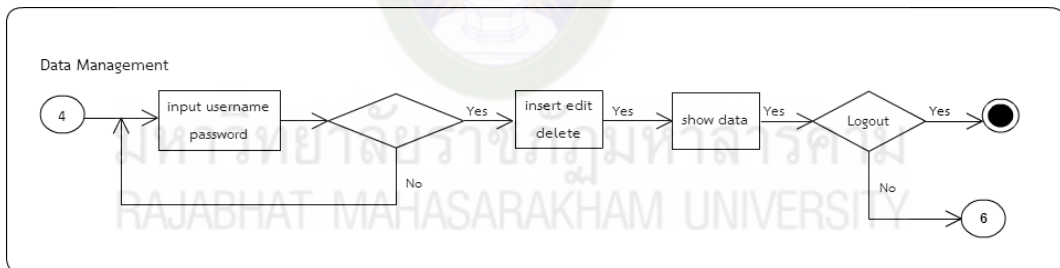 Data Management
4
input username
password
Yes
No
insert edit
delete
Yes
show data
Yes
Logout
Yes
No
6
มหาวิทยาลัยราชภัฏมหาสารคาม
RAJABHAT MAHASARAKHAM UNIVERSITY